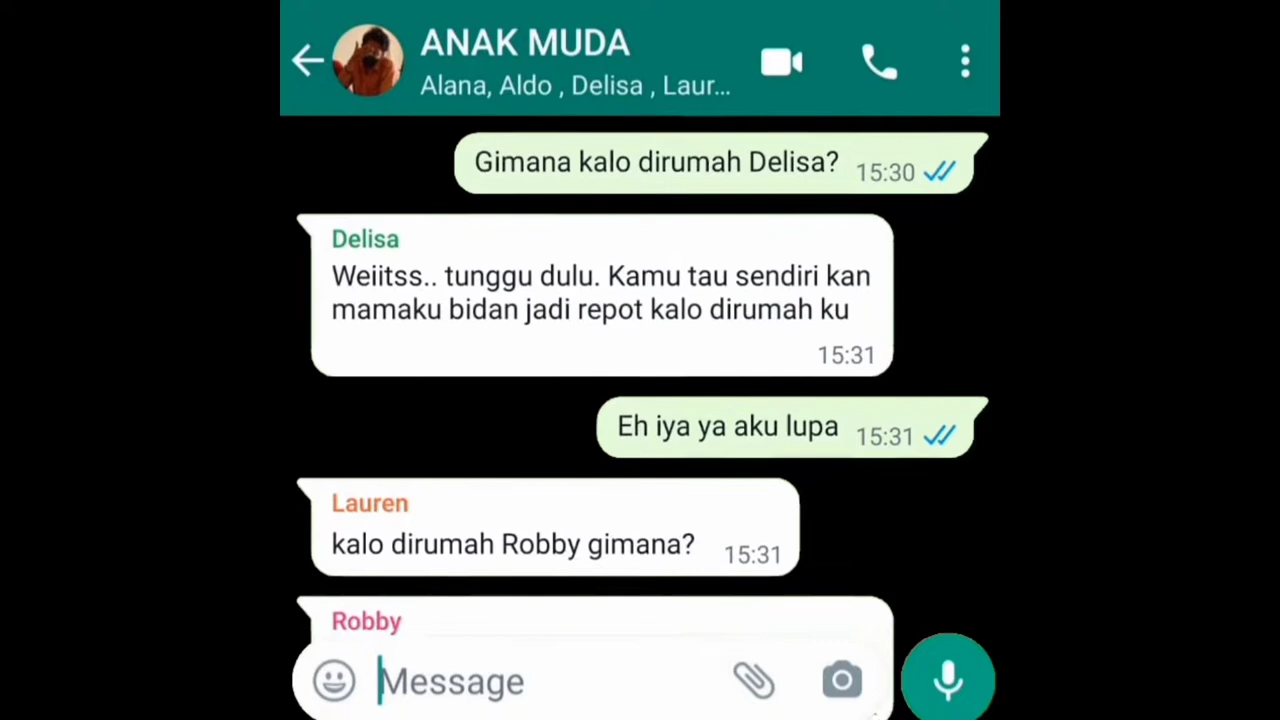 ANAK MUDA
Alana, Aldo , Delisa , Laur...
Gimana kalo dirumah Delisa?
15:30
Delisa
Weiitss.. tunggu dulu. Kamu tau sendiri kan
mamaku bidan jadi repot kalo dirumah ku
15:31
Eh iya ya aku lupa
15:31
Lauren
kalo dirumah Robby gimana?
15:31
Robby
Message